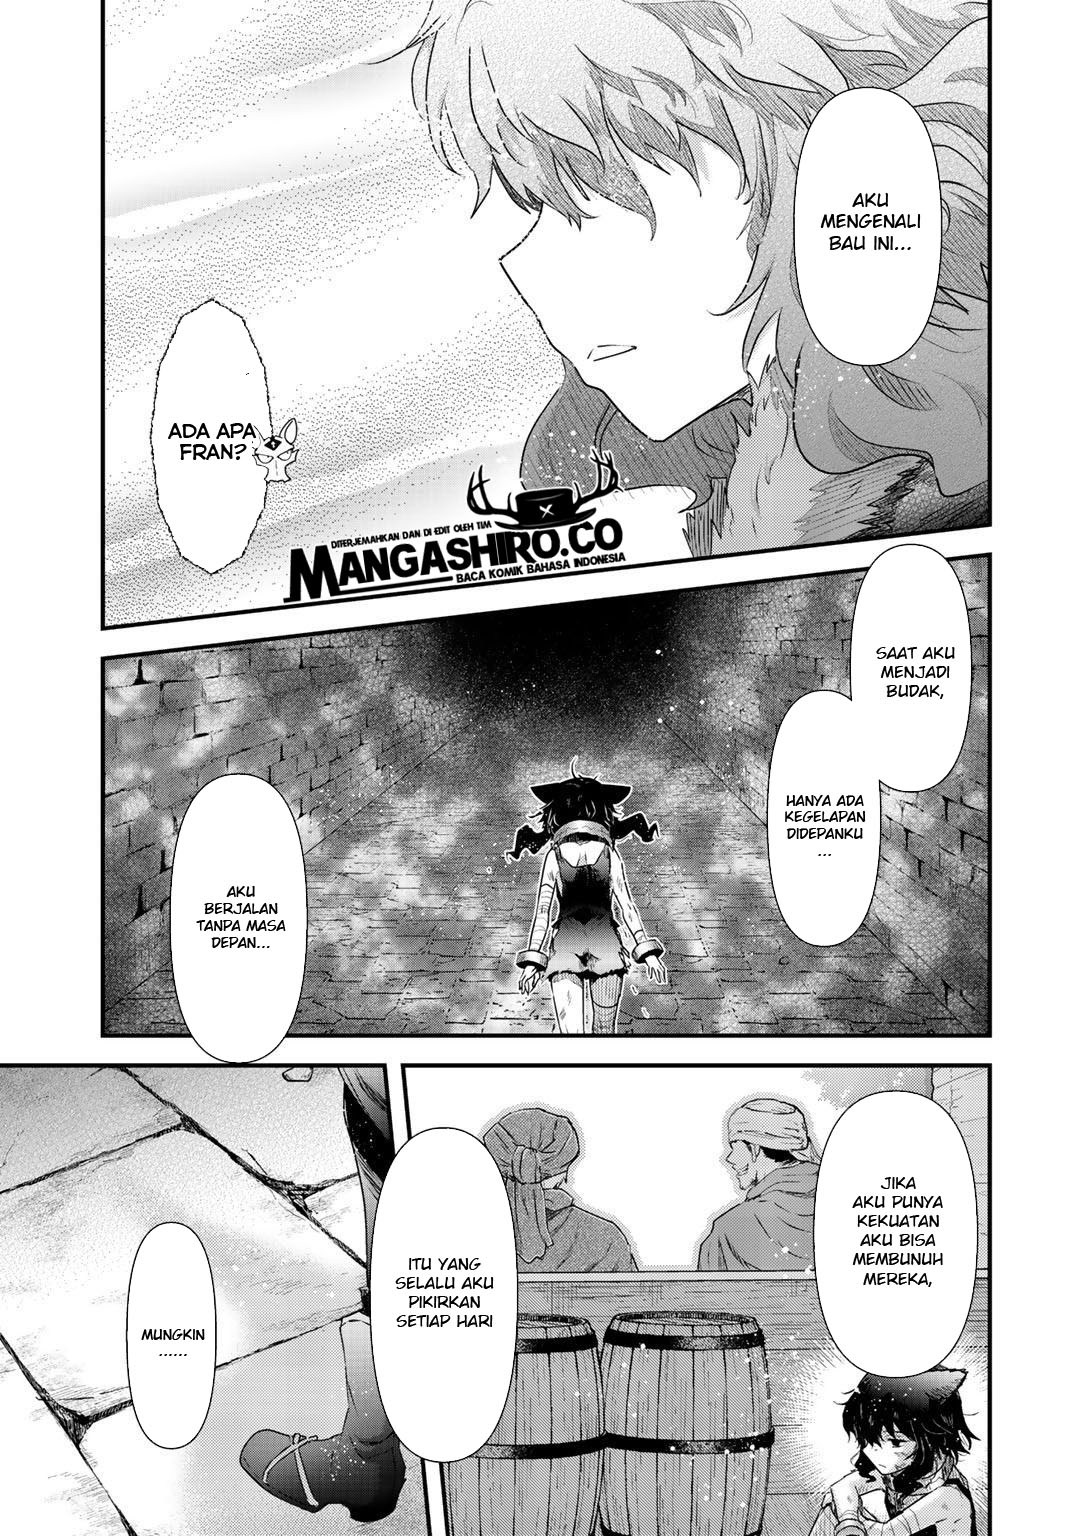 AKU
MENGENALI
BAU INI...
ADA APA
FRAN?
DITERJEMAHKAN DAN DI EDIT OLEH TIM
MANGASHIRO.CO
BACA KOMIK BAHASA INDONESIA
SAAT AKU
MENJADI
BUDAK,
HANYA ADA
KEGELAPAN
DIDEPANKU
...
AKU
BERJALAN
TANPA MASA
DEPAN...
JIKA
AKU PUNYA
KEKUATAN
AKU BISA
MEMBUNUH
MEREKA,
ITU YANG
SELALU AKU
PIKIRKAN
SETIAP HARI
MUNGKIN
......